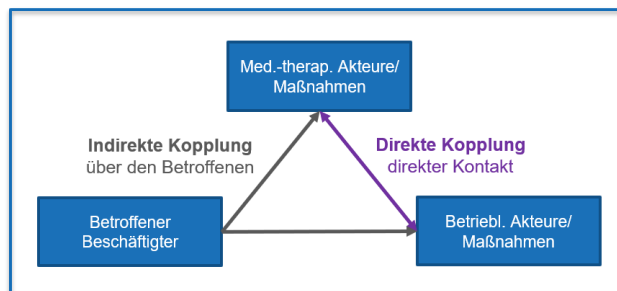 Med.-therap. Akteure/
Maßnahmen
Indirekte Kopplung
über den Betroffenen
Direkte Kopplung
direkter Kontakt
Betroffener
Beschäftigter
Betriebl. Akteure/
Maßnahmen